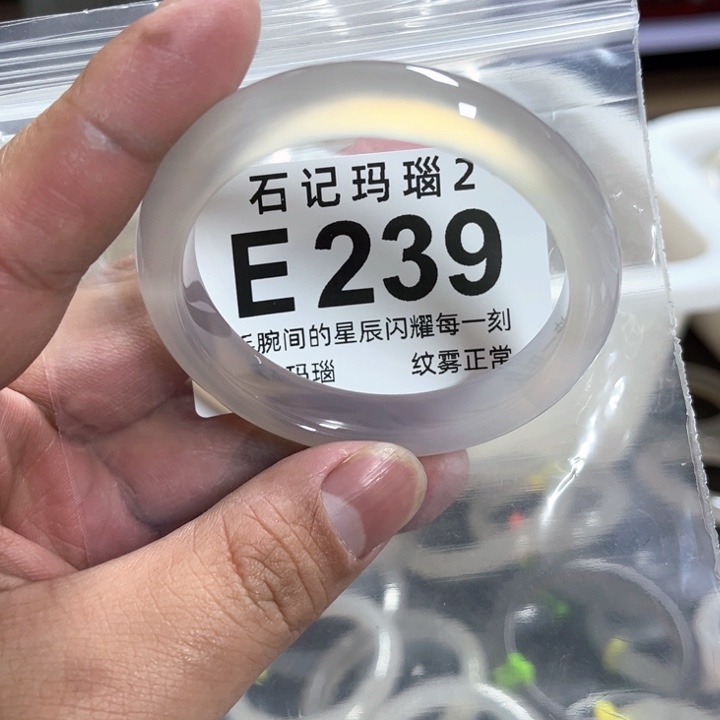 石记玛瑙2
E239
腕间的星辰闪耀每一刻
玛瑙 纹雾正常